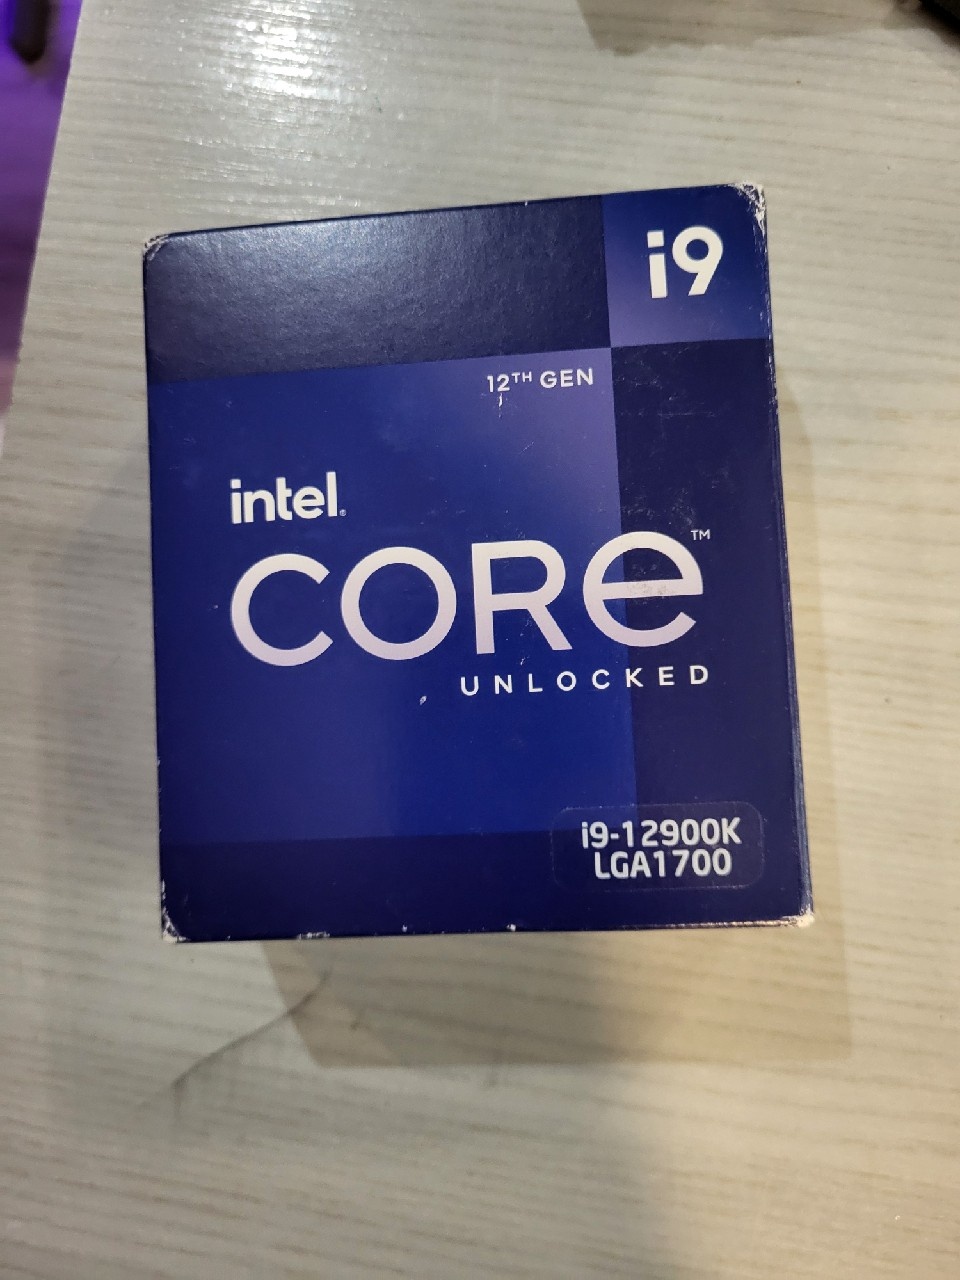 i9
12TH GEN
intel.
CORe™
UNLOCKED
i9-12900K
LGA1700